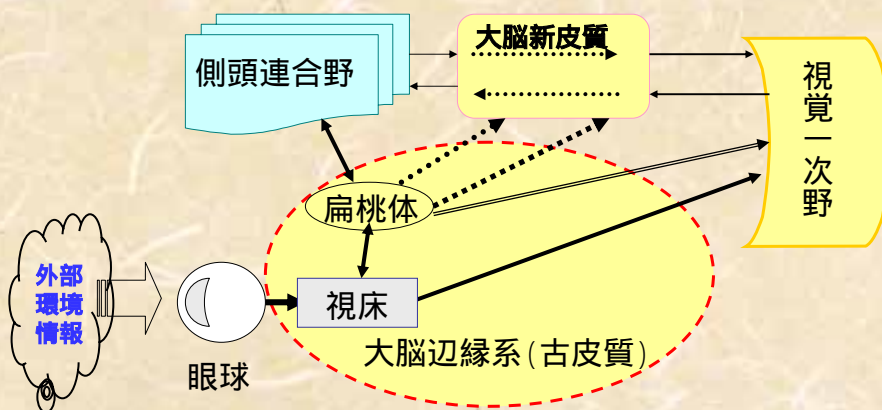 側頭連合野
大脳新皮質
視覚一次野
扁桃体
外部
環境
情報
視床
眼球
大脳辺縁系(古皮質)